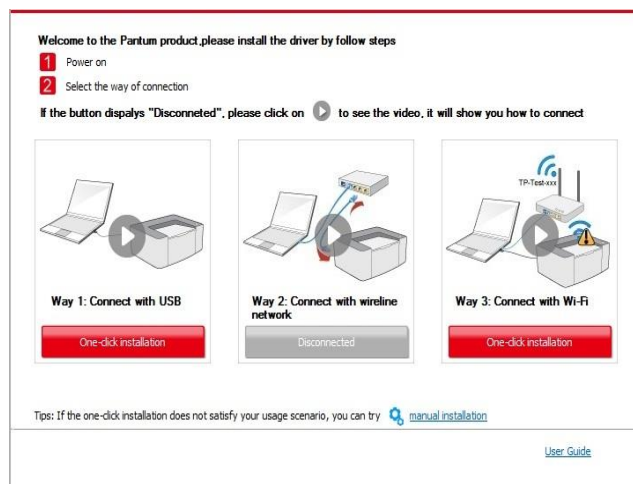 Welcome to the Pantum product,please install the driver by follow steps
1 Power on
2 Select the way of connection
If the button dispalys "Disconneted", please click on to see the video, it will show you how to connect
TP-Test-xxx
Way 1: Connect with USB
Way 2: Connect with wireline
network
Way 3: Connect with Wi-Fi
One-click installation
Disconnected
One-click installation
Tips: If the one-click installation does not satisfy your usage scenario, you can try manual installation
User Guide